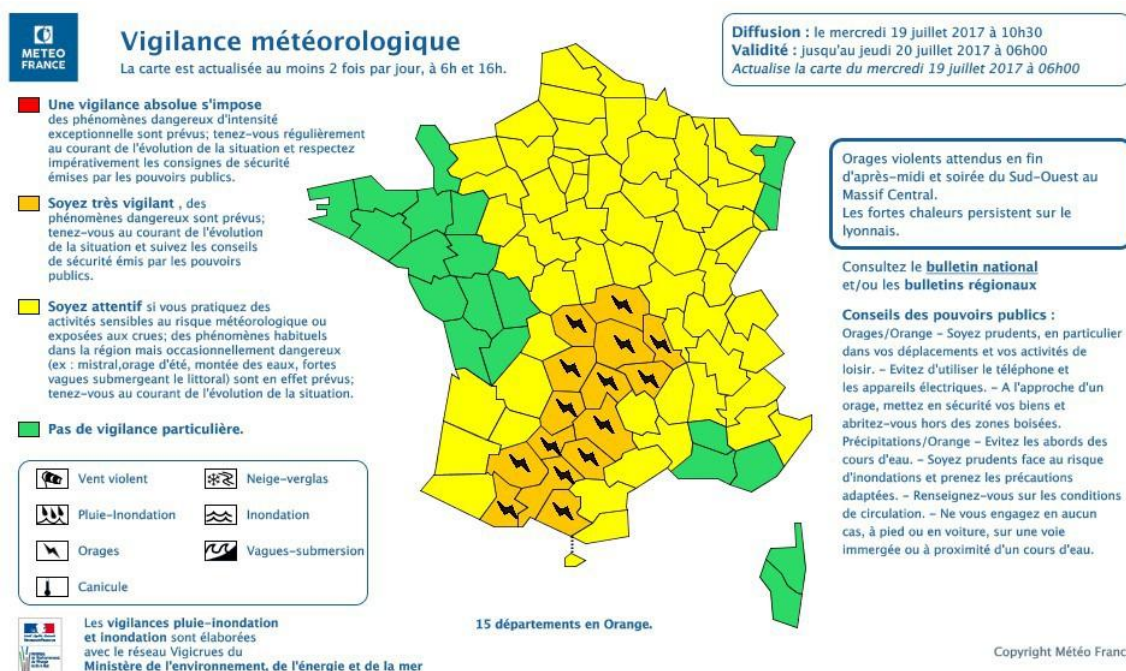 METEO
FRANCE
Vigilance météorologique
La carte est actualisée au moins 2 fois par jour, à 6h et 16h.
Diffusion : le mercredi 19 juillet 2017 à 10h30
Validité : jusqu'au jeudi 20 juillet 2017 à 06h00
Actualise la carte du mercredi 19 juillet 2017 à 06h00
Une vigilance absolue s'impose
des phénomènes dangereux d'intensité
exceptionnelle sont prévus; tenez-vous régulièrement
au courant de l'évolution de la situation et respectez
impérativement les consignes de sécurité
émises par les pouvoirs publics.
Soyez très vigilant , des
phénomènes dangereux sont prévus;
tenez-vous au courant de l'évolution
de la situation et suivez les conseils
de sécurité émis par les pouvoirs
publics.
Soyez attentif si vous pratiquez des
activités sensibles au risque météorologique ou
exposées aux crues; des phénomènes habituels
dans la région mais occasionnellement dangereux
(ex : mistral,orage d'été, montée des eaux, fortes
vagues submergeant le littoral) sont en effet prévus;
tenez-vous au courant de l'évolution de la situation.
Pas de vigilance particulière.
Vent violent
Neige-verglas
Pluie-Inondation
Inondation
Orages
Vagues-submersion
Canicule
Les vigilances pluie-inondation
et inondation sont élaborées
avec le réseau Vigicrues du
Ministère de l'environnement, de l'énergie et de la mer
15 départements en Orange.
Orages violents attendus en fin
d'après-midi et soirée du Sud-Ouest au
Massif Central.
Les fortes chaleurs persistent sur le
lyonnais.
Consultez le bulletin national
et/ou les bulletins régionaux
Conseils des pouvoirs publics :
Orages/Orange - Soyez prudents, en particulier
dans vos déplacements et vos activités de
loisir. - Evitez d'utiliser le téléphone et
les appareils électriques. - A l'approche d'un
orage, mettez en sécurité vos biens et
abritez-vous hors des zones boisées.
Précipitations/Orange - Evitez les abords des
cours d'eau. - Soyez prudents face au risque
d'inondations et prenez les précautions
adaptées. - Renseignez-vous sur les conditions
de circulation. - Ne vous engagez en aucun
cas, à pied ou en voiture, sur une voie
immergée ou à proximité d'un cours d'eau.
Copyright Météo Franc